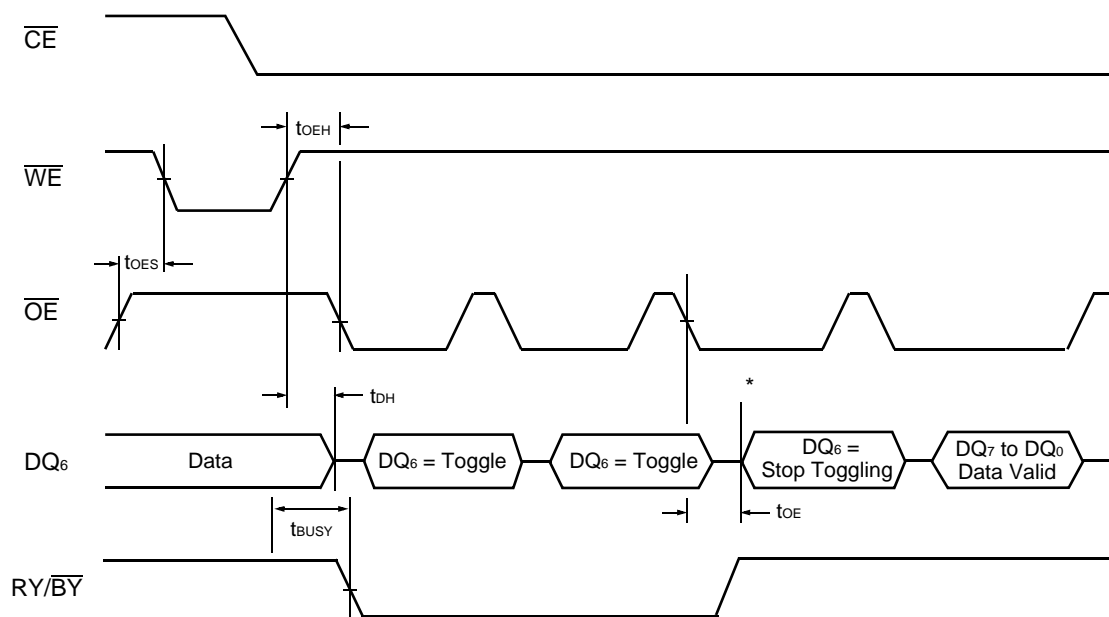 CE
tOEH
WE
tOES
OE
*
tDH
DQ6
Data
DQ6 = Toggle
DQ6 = Toggle
DQ6 =
Stop Toggling
DQ7 to DQ0
Data Valid
tOE
tBUSY
RY/BY